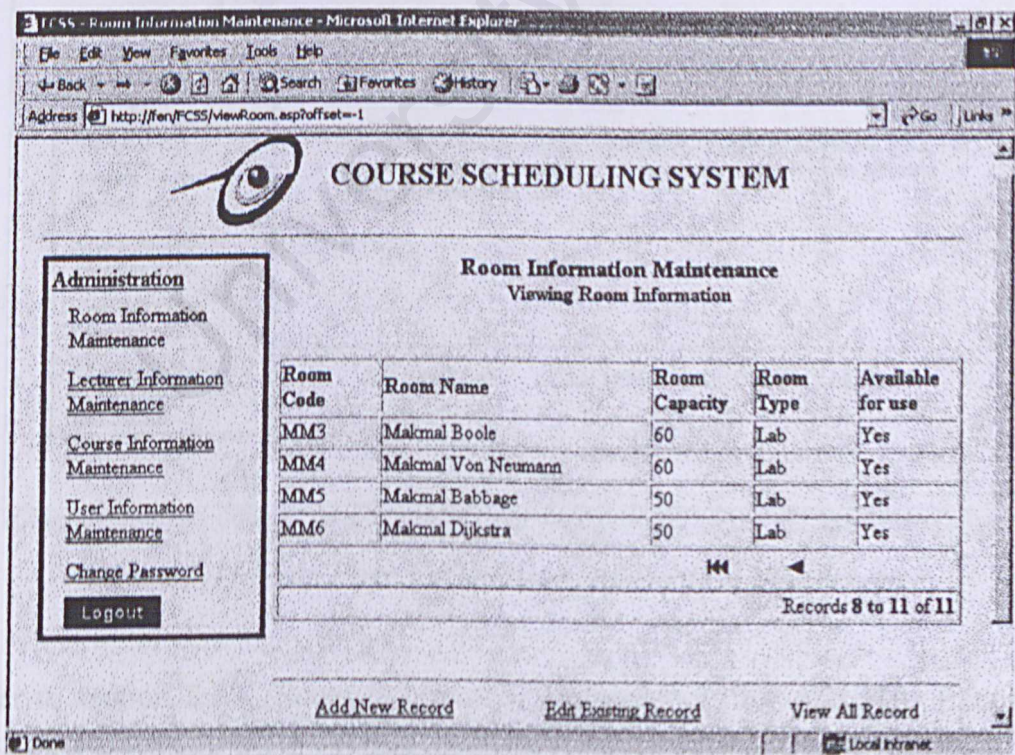 FCSS - Room Information Maintenance - Microsoft Internet Explorer
File Edit View Favorites Tools Help
Back Search Favorites History
Address http://fen/FCSS/viewRoom.asp?offset=-1 Go Links »
COURSE SCHEDULING SYSTEM
Administration
Room Information
Maintenance
Lecturer Information
Maintenance
Course Information
Maintenance
User Information
Maintenance
Change Password
Logout
Room Information Maintenance
Viewing Room Information
Room Code Room Name Room Capacity Room Type Available for use
MM3 Makmal Boole 60 Lab Yes
MM4 Makmal Von Neumann 60 Lab Yes
MM5 Makmal Babbage 50 Lab Yes
MM6 Makmal Dijkstra 50 Lab Yes
Records 8 to 11 of 11
Add New Record Edit Existing Record View All Record
Done Local intranet